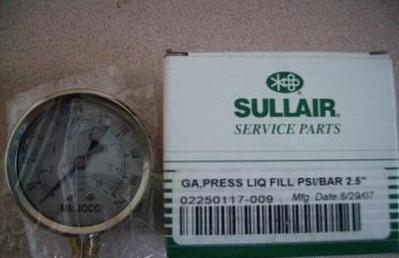 SULLAIR
SERVICE PARTS
GA,PRESS LIQ FILL PSI/BAR 2.5"
02250117-009 Mfg. Date:8/29/07